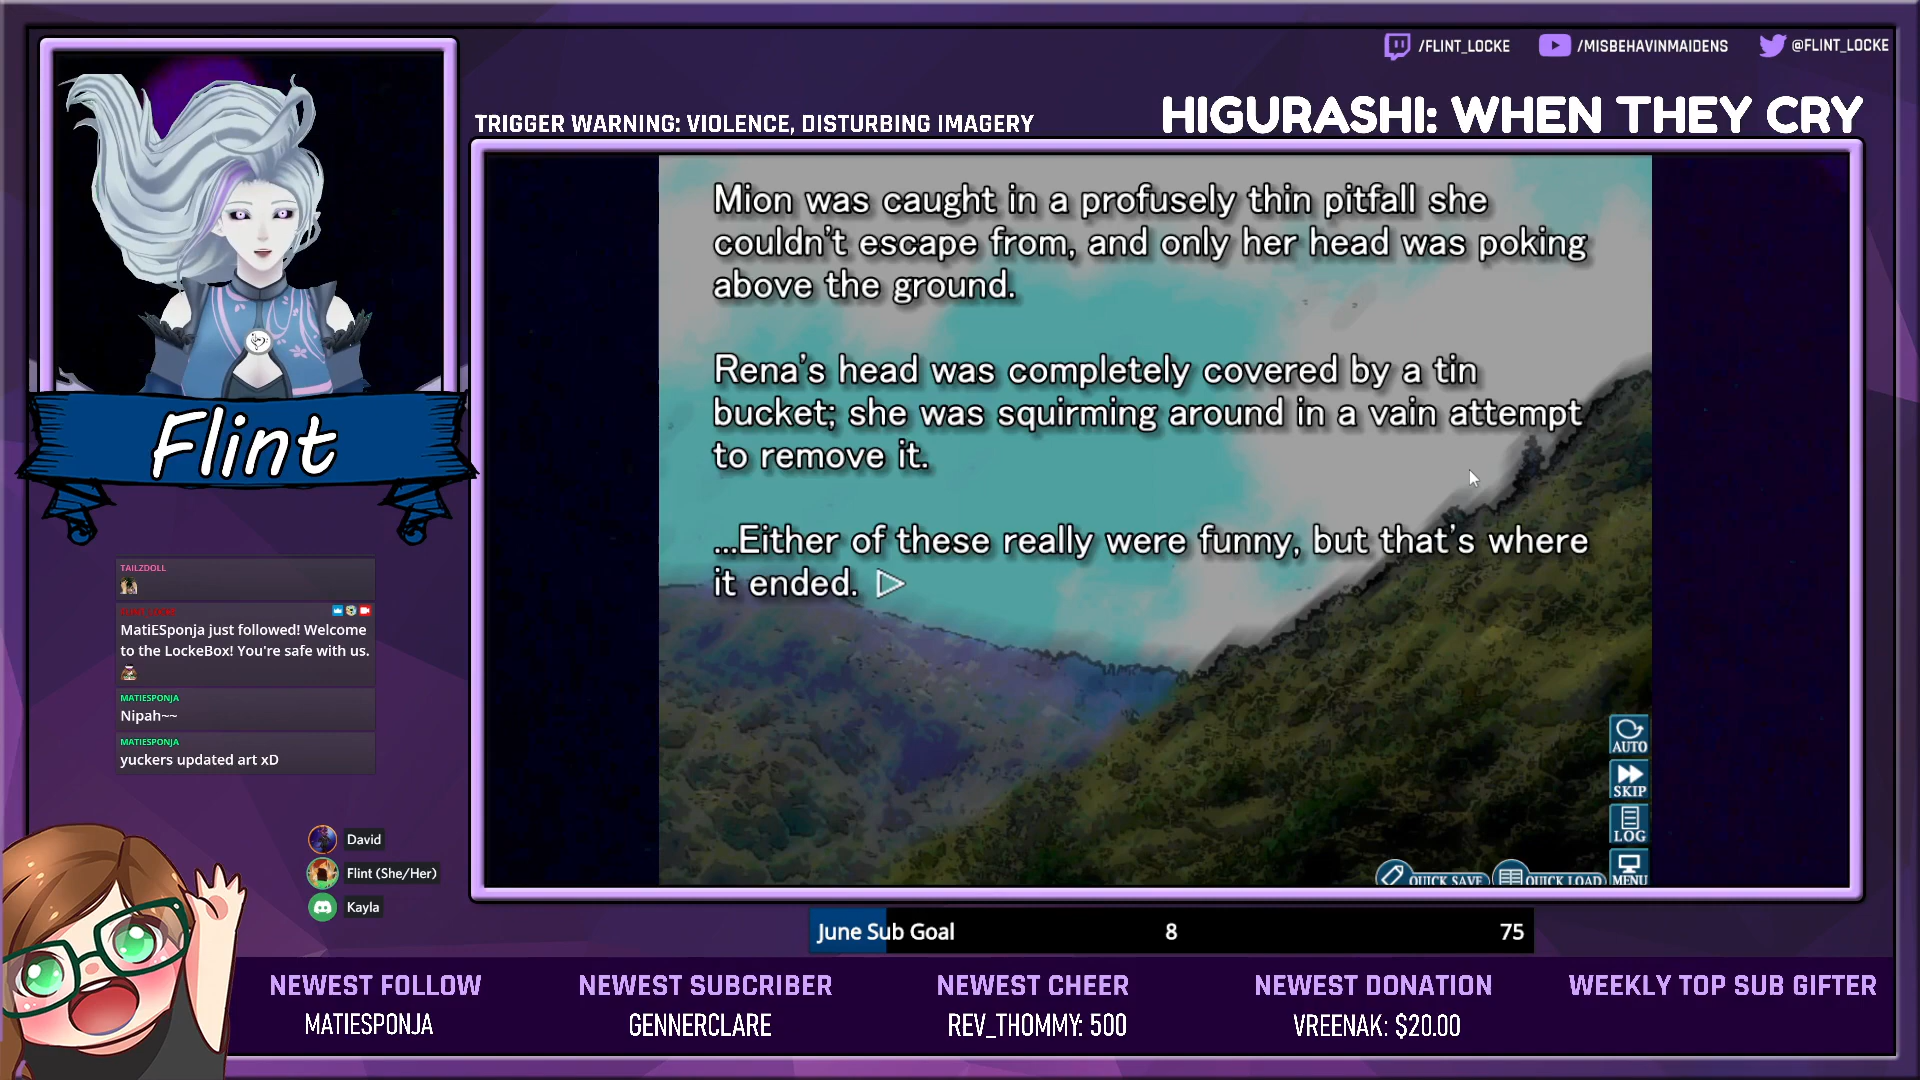 /FLINT_LOCKE
/MISBEHAVINMAIDENS
@FLINT_LOCKE
TRIGGER WARNING: VIOLENCE, DISTURBING IMAGERY
HIGURASHI: WHEN THEY CRY
Mion was caught in a profusely thin pitfall she
couldn't escape from, and only her head was poking
above the ground.
Rena's head was completely covered by a tin
bucket; she was squirming around in a vain attempt
to remove it.
...Either of these really were funny, but that's where
it ended.
AUTO
SKIP
LOG
MENU
QUICK SAVE
QUICK LOAD
Flint
TAILZDOLL
FLINT_LOCKE
MatiESponja just followed! Welcome
to the LockeBox! You're safe with us.
MATIESPONJA
Nipah~~
MATIESPONJA
yuckers updated art xD
David
Flint (She/Her)
Kayla
June Sub Goal
8
75
NEWEST FOLLOW
MATIESPONJA
NEWEST SUBCRIBER
GENNERCLARE
NEWEST CHEER
REV_THOMMY: 500
NEWEST DONATION
VREENAK: $20.00
WEEKLY TOP SUB GIFTER